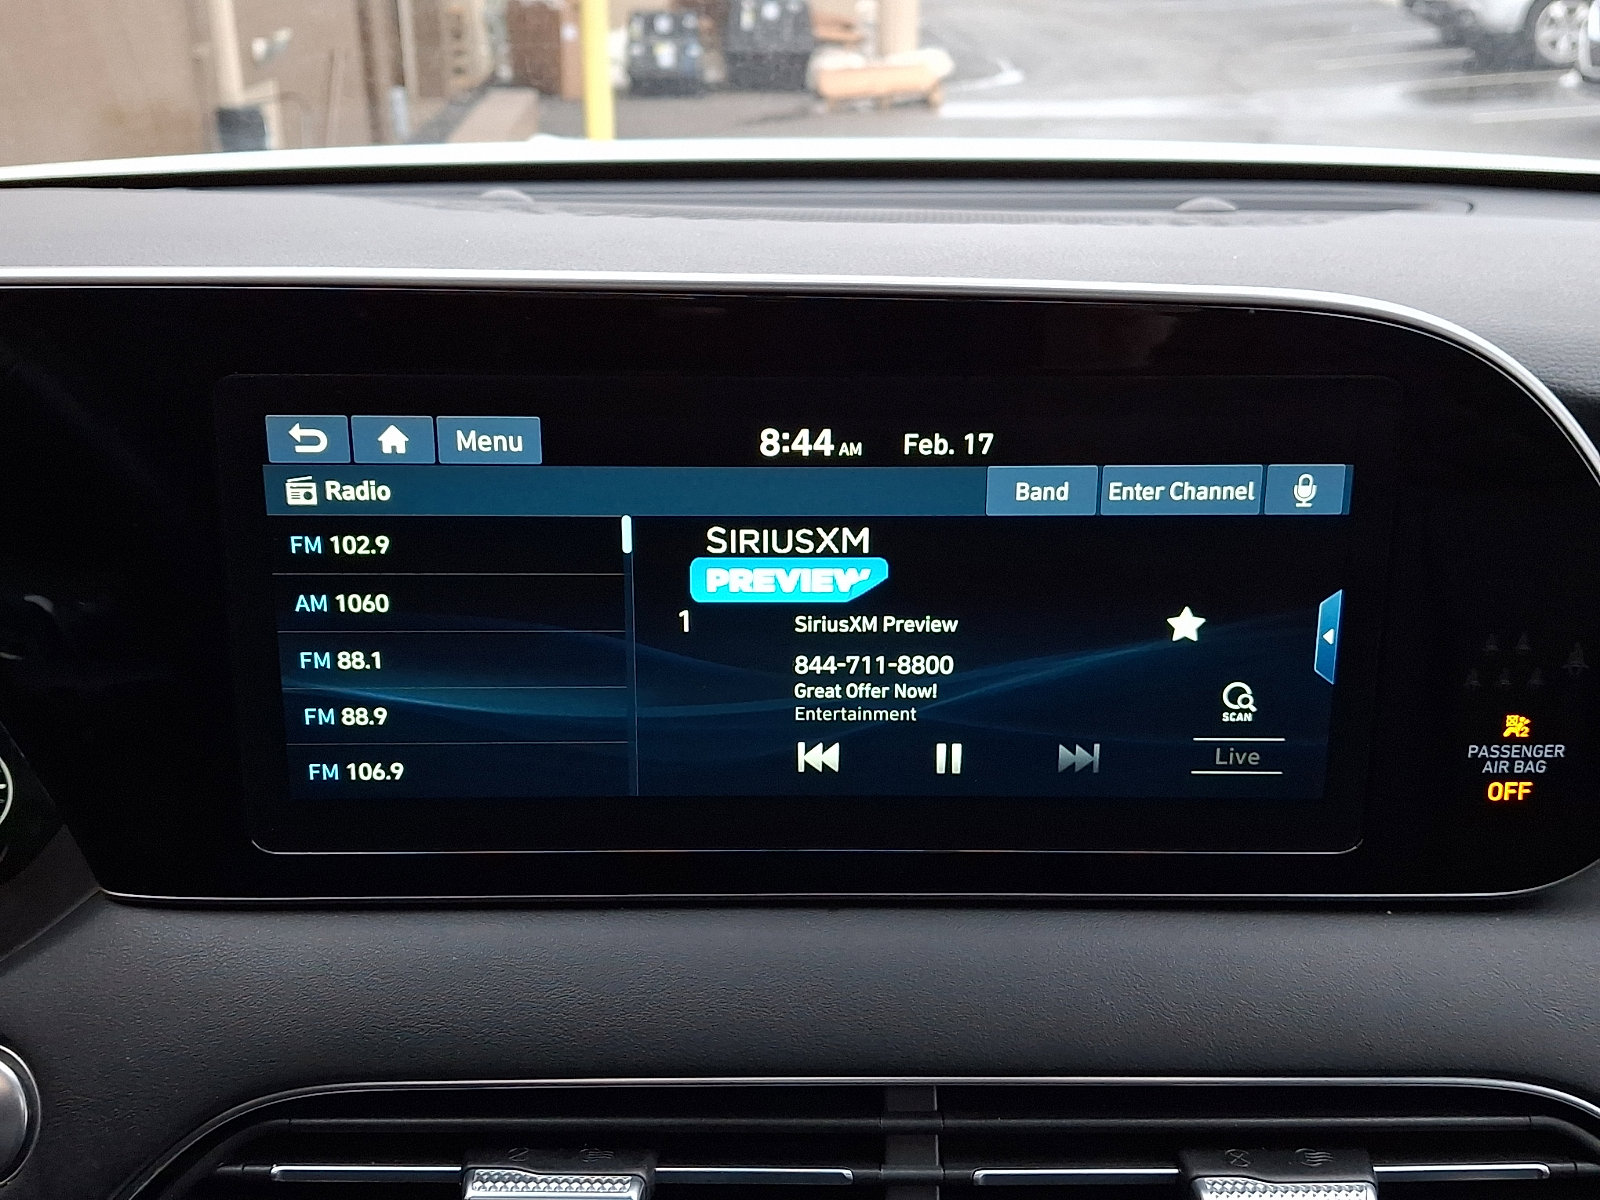 Menu
8:44 AM Feb. 17
Radio
Band
Enter Channel
FM 102.9
AM 1060
FM 88.1
FM 88.9
FM 106.9
SIRIUSXM
PREVIEW
1
SiriusXM Preview
844-711-8800
Great Offer Now!
Entertainment
SCAN
Live
PASSENGER
AIR BAG
OFF